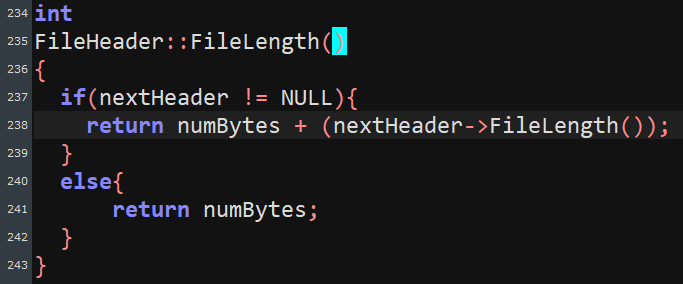 234 int
235 FileHeader::FileLength()
236 {
237   if(nextHeader != NULL){
238     return numBytes + (nextHeader->FileLength());
239   }
240   else{
241       return numBytes;
242   }
243 }